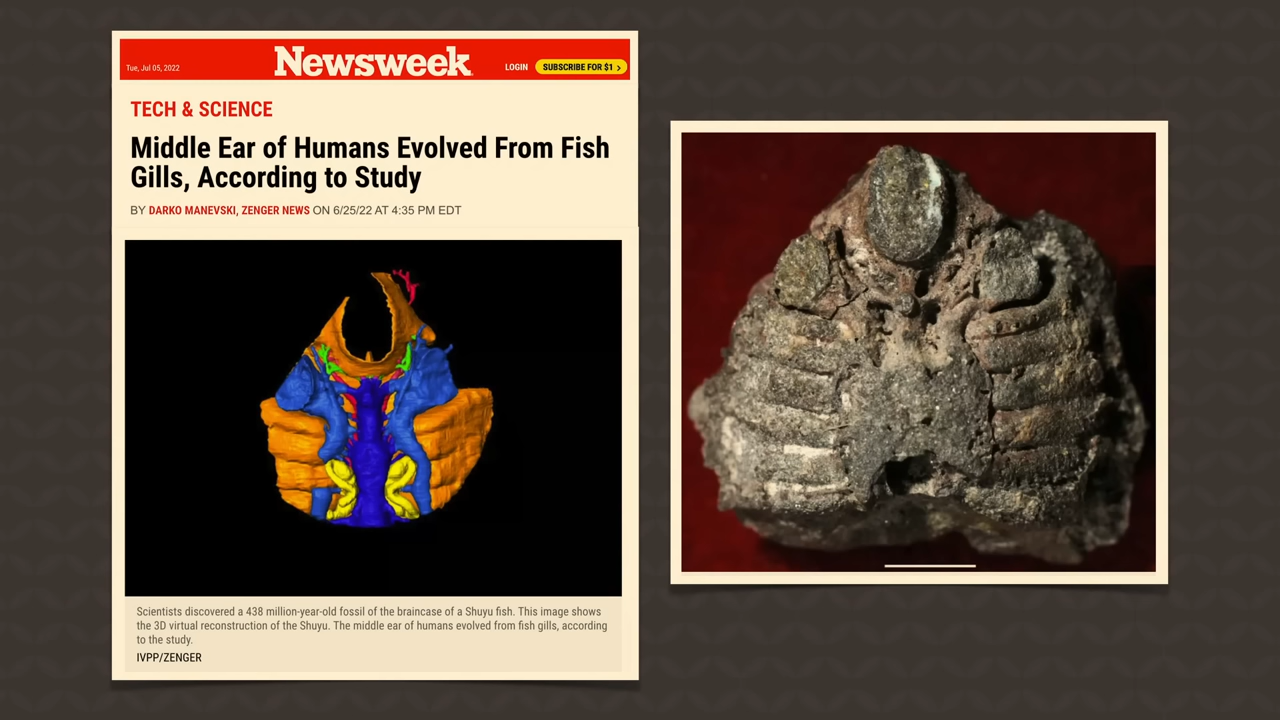 Newsweek
Tue, Jul 05, 2022
LOGIN
SUBSCRIBE FOR $1 >
TECH & SCIENCE
Middle Ear of Humans Evolved From Fish
Gills, According to Study
BY DARKO MANEVSKI, ZENGER NEWS ON 6/25/22 AT 4:35 PM EDT
Scientists discovered a 438 million-year-old fossil of the braincase of a Shuyu fish. This image shows
the 3D virtual reconstruction of the Shuyu. The middle ear of humans evolved from fish gills, according
to the study.
IVPP/ZENGER